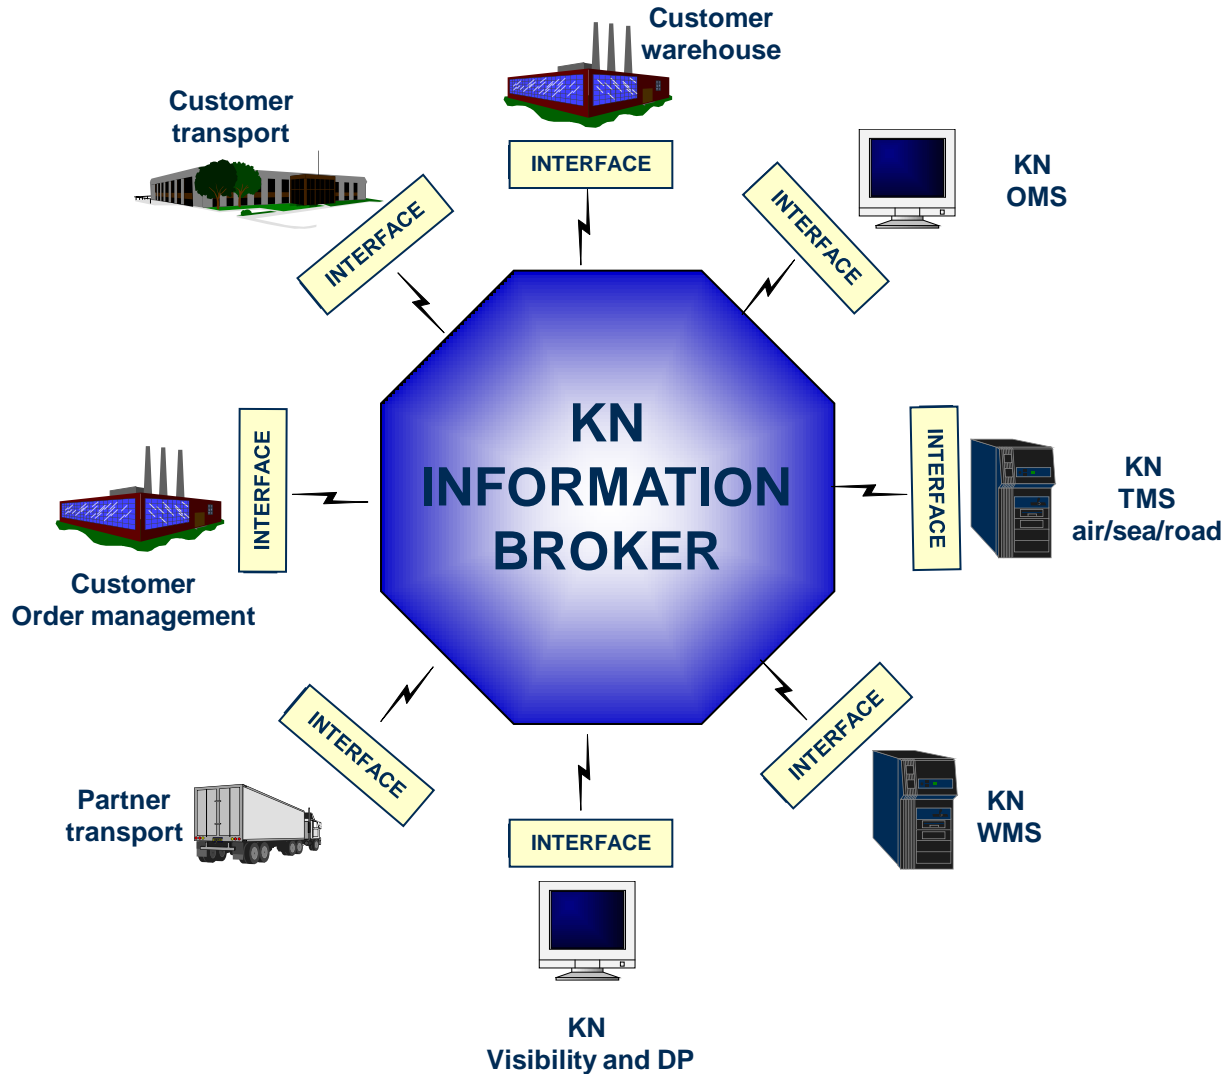 Customer
warehouse
Customer
transport
INTERFACE
KN
OMS
INTERFACE
INTERFACE
KN
INFORMATION
BROKER
INTERFACE
INTERFACE
KN
TMS
air/sea/road
Customer
Order management
INTERFACE
INTERFACE
Partner
transport
KN
WMS
INTERFACE
KN
Visibility and DP